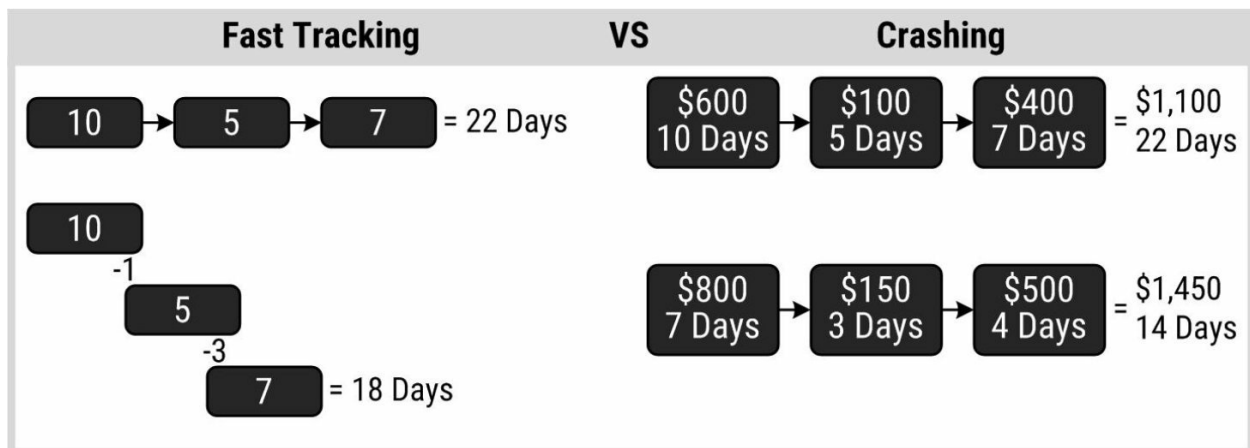 Fast Tracking VS Crashing
10 5 7 = 22 Days
10
-1
5
-3
7 = 18 Days
$600 $100 $400 $1,100
10 Days 5 Days 7 Days = 22 Days
$800 $150 $500 $1,450
7 Days 3 Days 4 Days = 14 Days